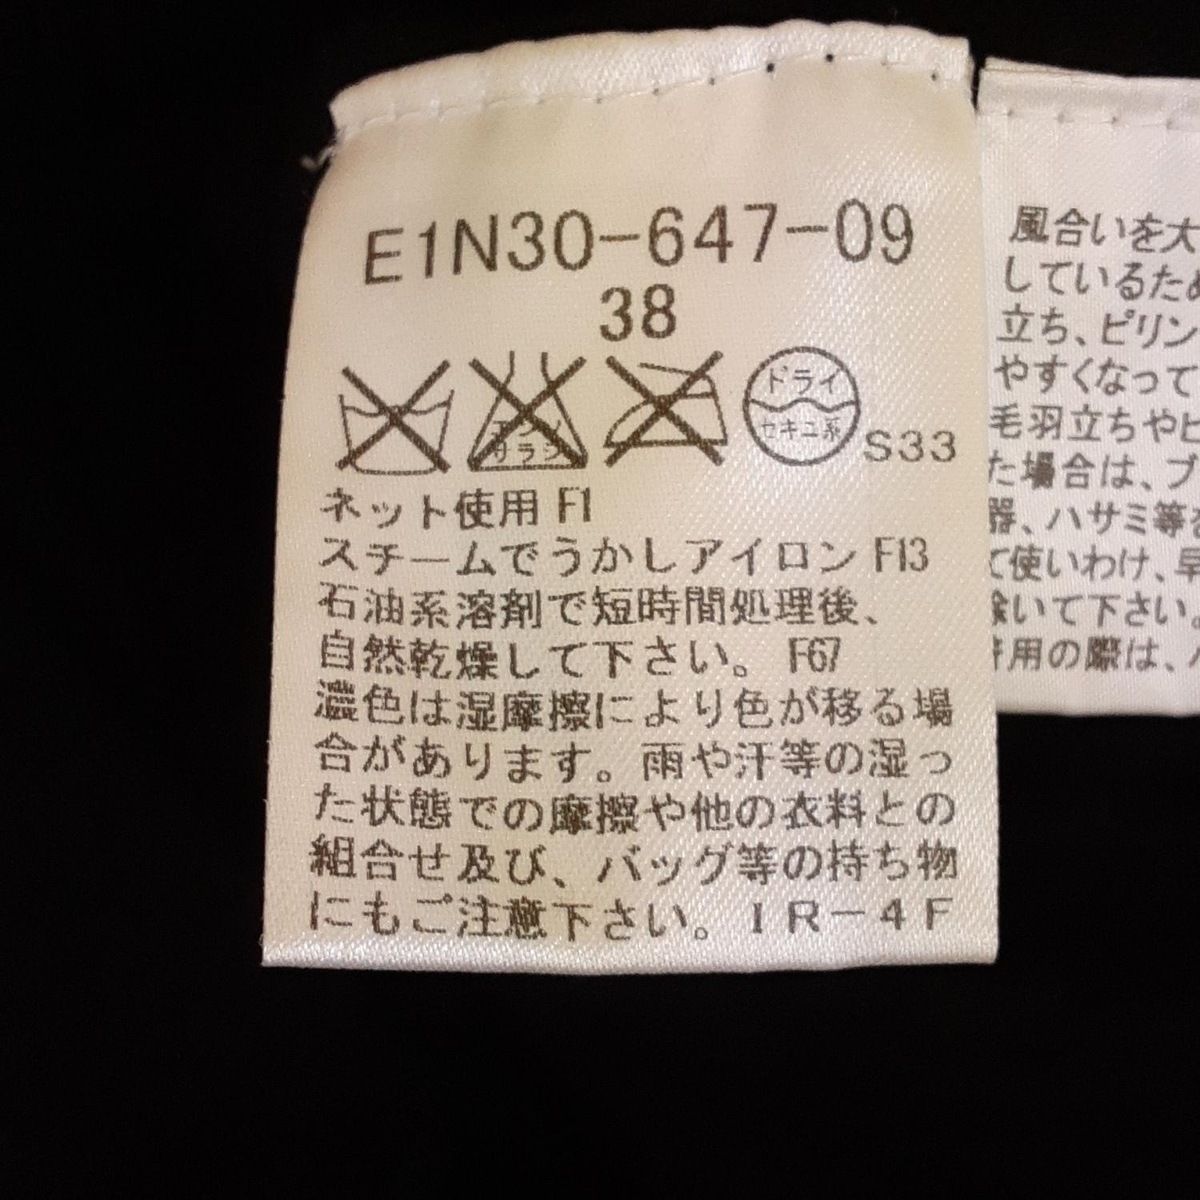 E1N30-647-09
38
エンソ
サラシ
ドライ
セキユ系
S33
ネット使用 F1
スチームでうかしアイロン F13
石油系溶剤で短時間処理後、
自然乾燥して下さい。 F67
濃色は湿摩擦により色が移る場
合があります。雨や汗等の湿っ
た状態での摩擦や他の衣料との
組合せ及び、バッグ等の持ち物
にもご注意下さい。IR-4F
風合いを大
しているため
立ち、ピリン
やすくなって
毛羽立ちやピ
た場合は、ブ
器、ハサミ等
て使いわけ、早
除いて下さい。
用の際は、